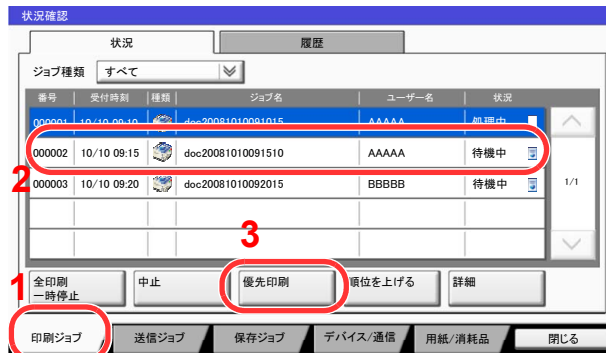 状況確認
状況 履歴
ジョブ種類 すべて
番号 受付時刻 種類 ジョブ名 ユーザー名 状況
000001 10/10 09:10 doc20081010091015 AAAAA 処理中
000002 10/10 09:15 doc20081010091510 AAAAA 待機中
2
000003 10/10 09:20 doc20081010092015 BBBBB 待機中 1/1
3
1
全印刷
一時停止 中止 優先印刷 順位を上げる 詳細
印刷ジョブ 送信ジョブ 保存ジョブ デバイス/通信 用紙/消耗品 閉じる